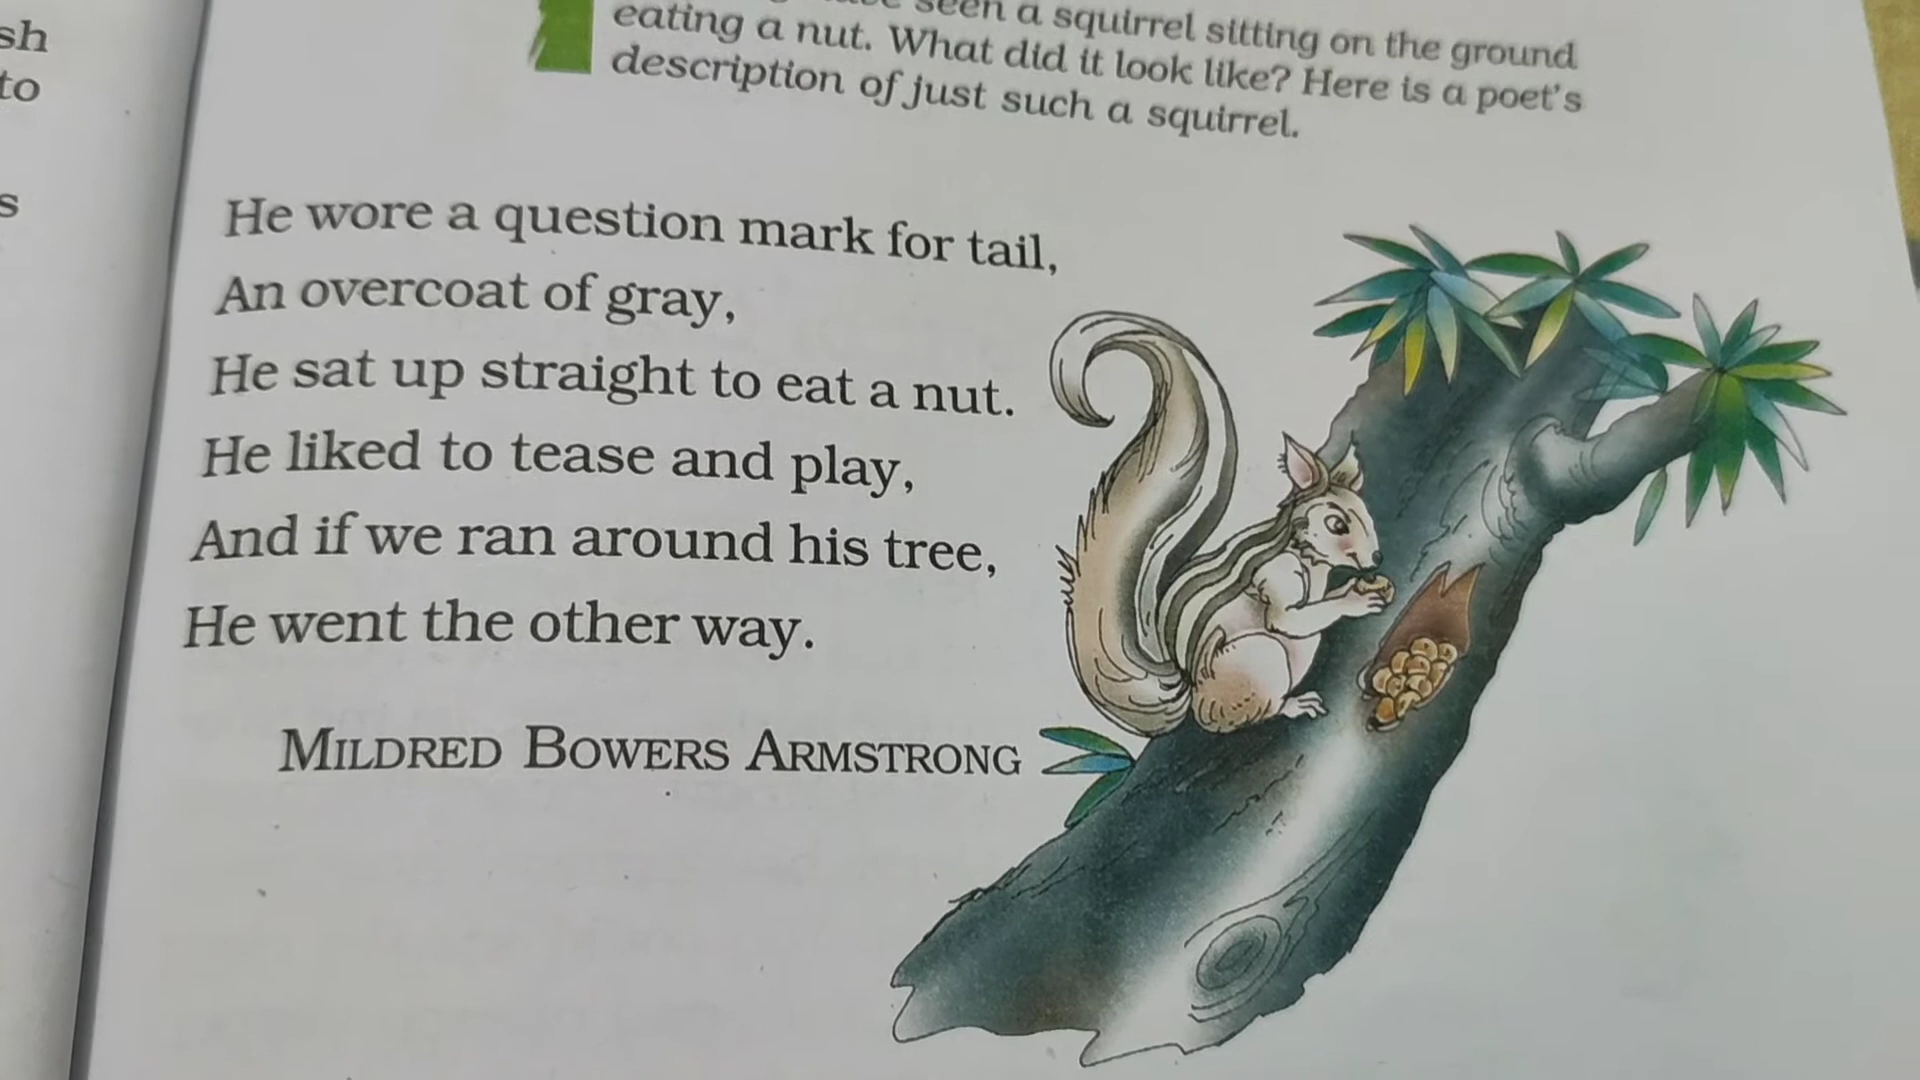 sh
to
s
seen a squirrel sitting on the ground
eating a nut. What did it look like? Here is a poet's
description of just such a squirrel.
He wore a question mark for tail,
An overcoat of gray,
He sat up straight to eat a nut.
He liked to tease and play,
And if we ran around his tree,
He went the other way.
MILDRED BOWERS ARMSTRONG